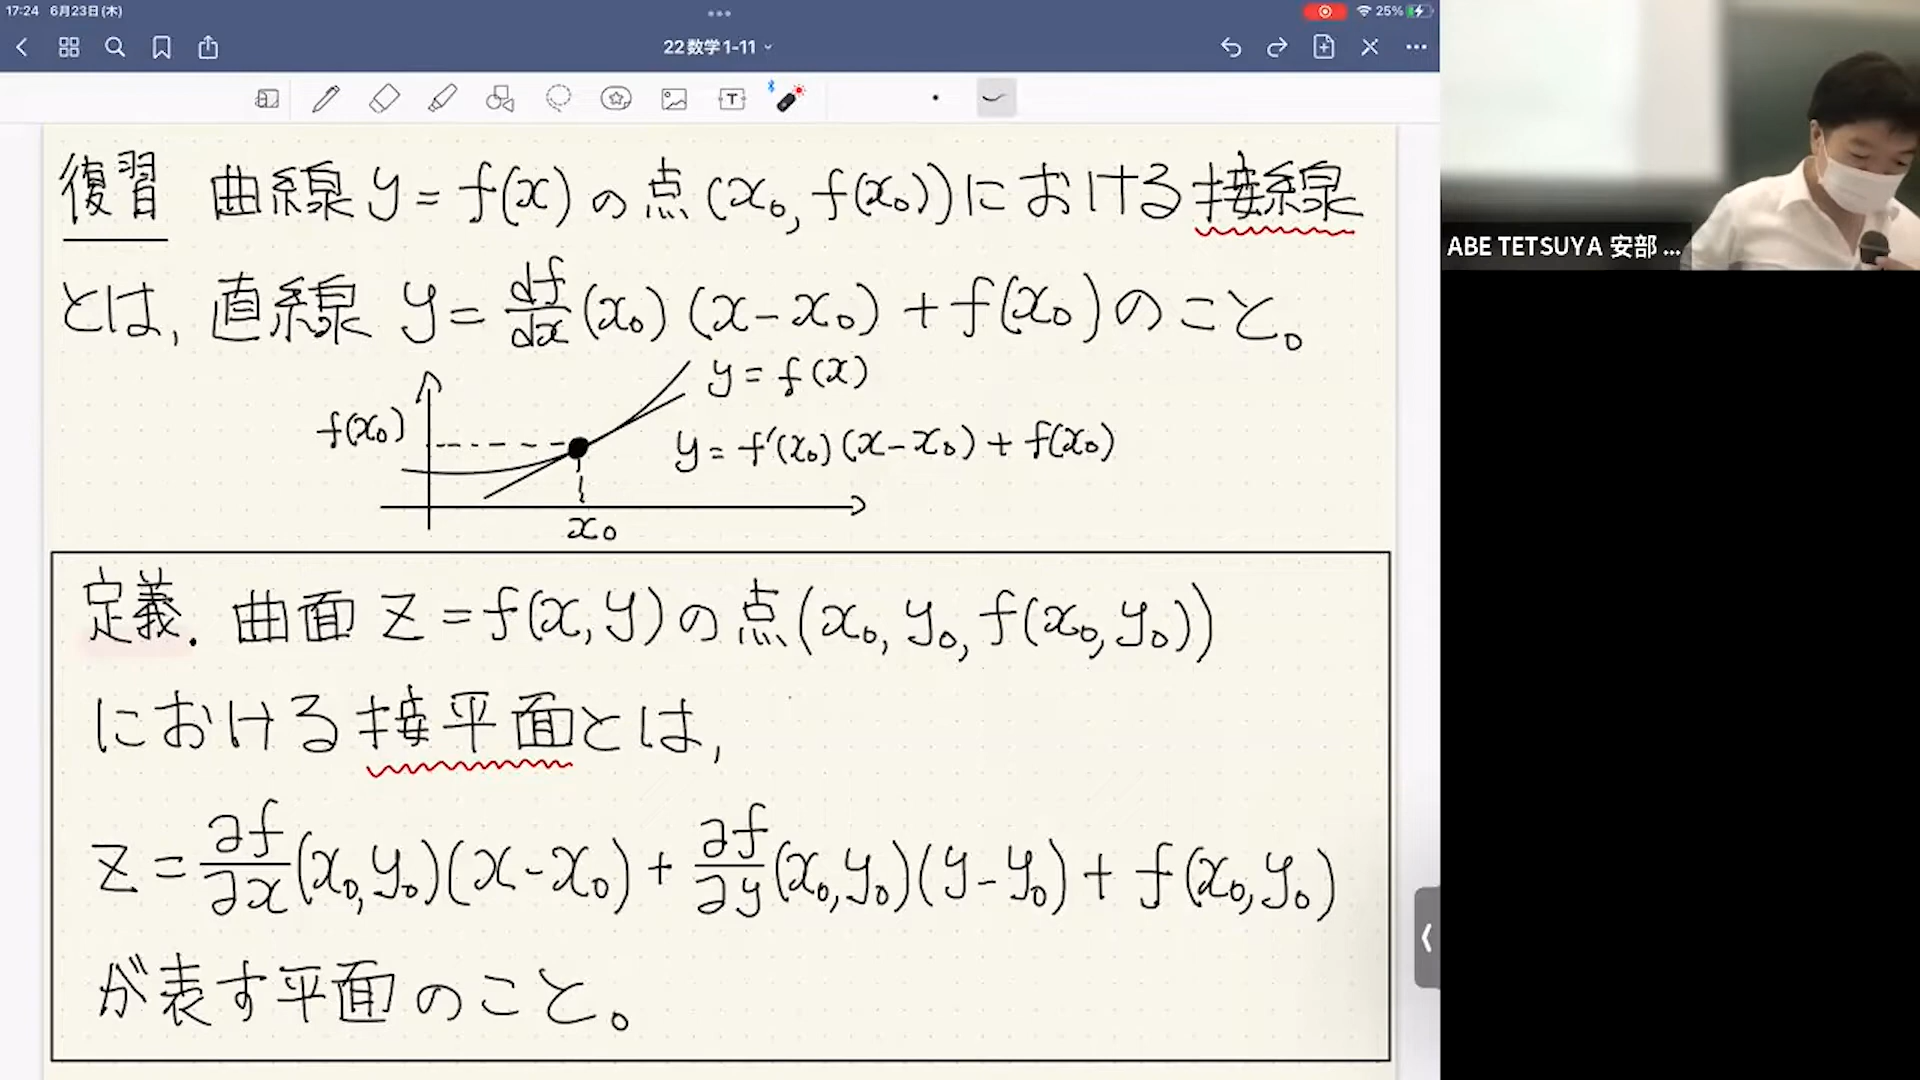 17:24 6月23日(木)
25%
22数学1-11
復習 曲線 y = f(x) の点 (x₀, f(x₀)) における接線
とは, 直線 y = df/dx (x₀) (x - x₀) + f(x₀) のこと。
y = f(x)
f(x₀)
y = f'(x₀) (x - x₀) + f(x₀)
x₀
定義. 曲面 z = f(x, y) の点 (x₀, y₀, f(x₀, y₀))
における接平面とは,
z = ∂f/∂x (x₀, y₀) (x - x₀) + ∂f/∂y (x₀, y₀) (y - y₀) + f(x₀, y₀)
が表す平面のこと。
ABE TETSUYA 安部 ...